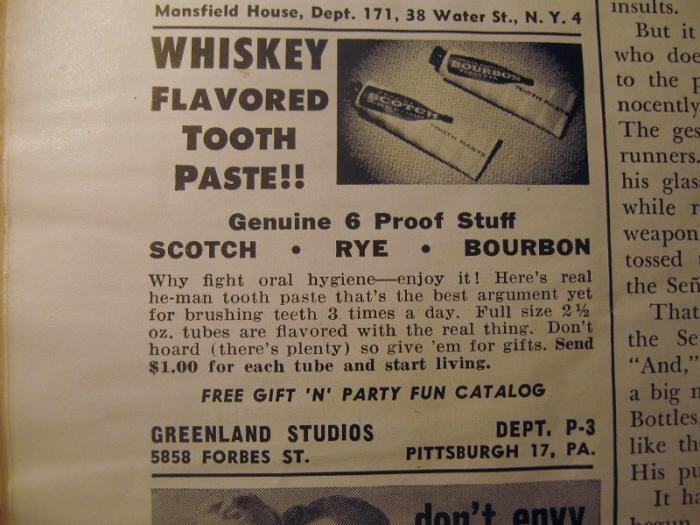 Mansfield House, Dept. 171, 38 Water St., N. Y. 4
WHISKEY
FLAVORED
TOOTH
PASTE!!
BOURBON
TOOTH PASTE
SCOTCH
TOOTH PASTE
Genuine 6 Proof Stuff
SCOTCH • RYE • BOURBON
Why fight oral hygiene—enjoy it! Here's real
he-man tooth paste that's the best argument yet
for brushing teeth 3 times a day. Full size 2½
oz. tubes are flavored with the real thing. Don't
hoard (there's plenty) so give 'em for gifts. Send
$1.00 for each tube and start living.
FREE GIFT 'N' PARTY FUN CATALOG
GREENLAND STUDIOS DEPT. P-3
5858 FORBES ST. PITTSBURGH 17, PA.
don't envy
insults.
But it
who doe
to the p
nocently
The ges
runners.
his glas
while r
weapon
tossed
the Señ
That
the Se
"And,"
a big n
Bottles,
like th
His pu
It ha